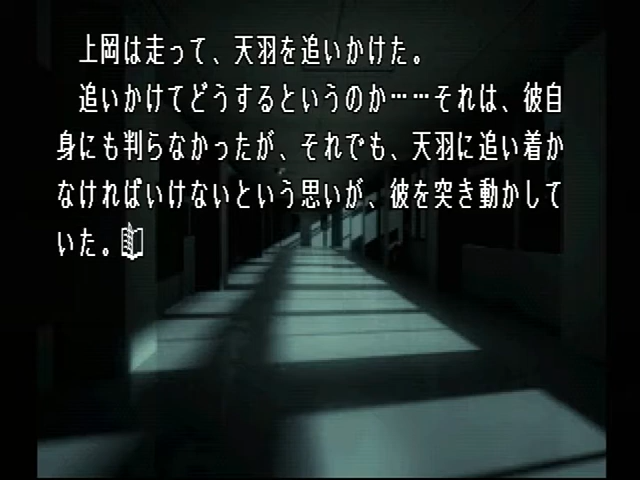 上岡は走って、天羽を追いかけた。
追いかけてどうするというのか……それは、彼自
身にも判らなかったが、それでも、天羽に追い着か
なければいけないという思いが、彼を突き動かして
いた。